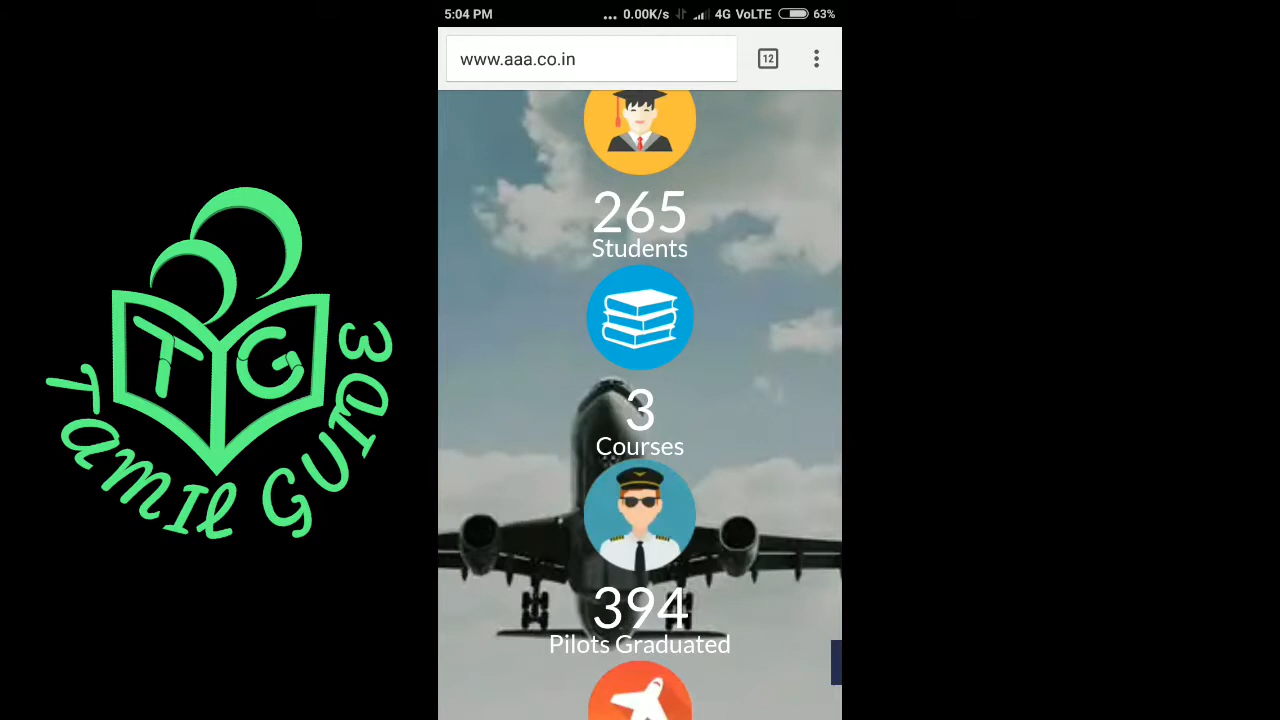 5:04 PM ... 0.00K/s 4G VoLTE 63%
www.aaa.co.in 12
265
Students
3
Courses
394
Pilots Graduated
TG
TAMIL GUIDE